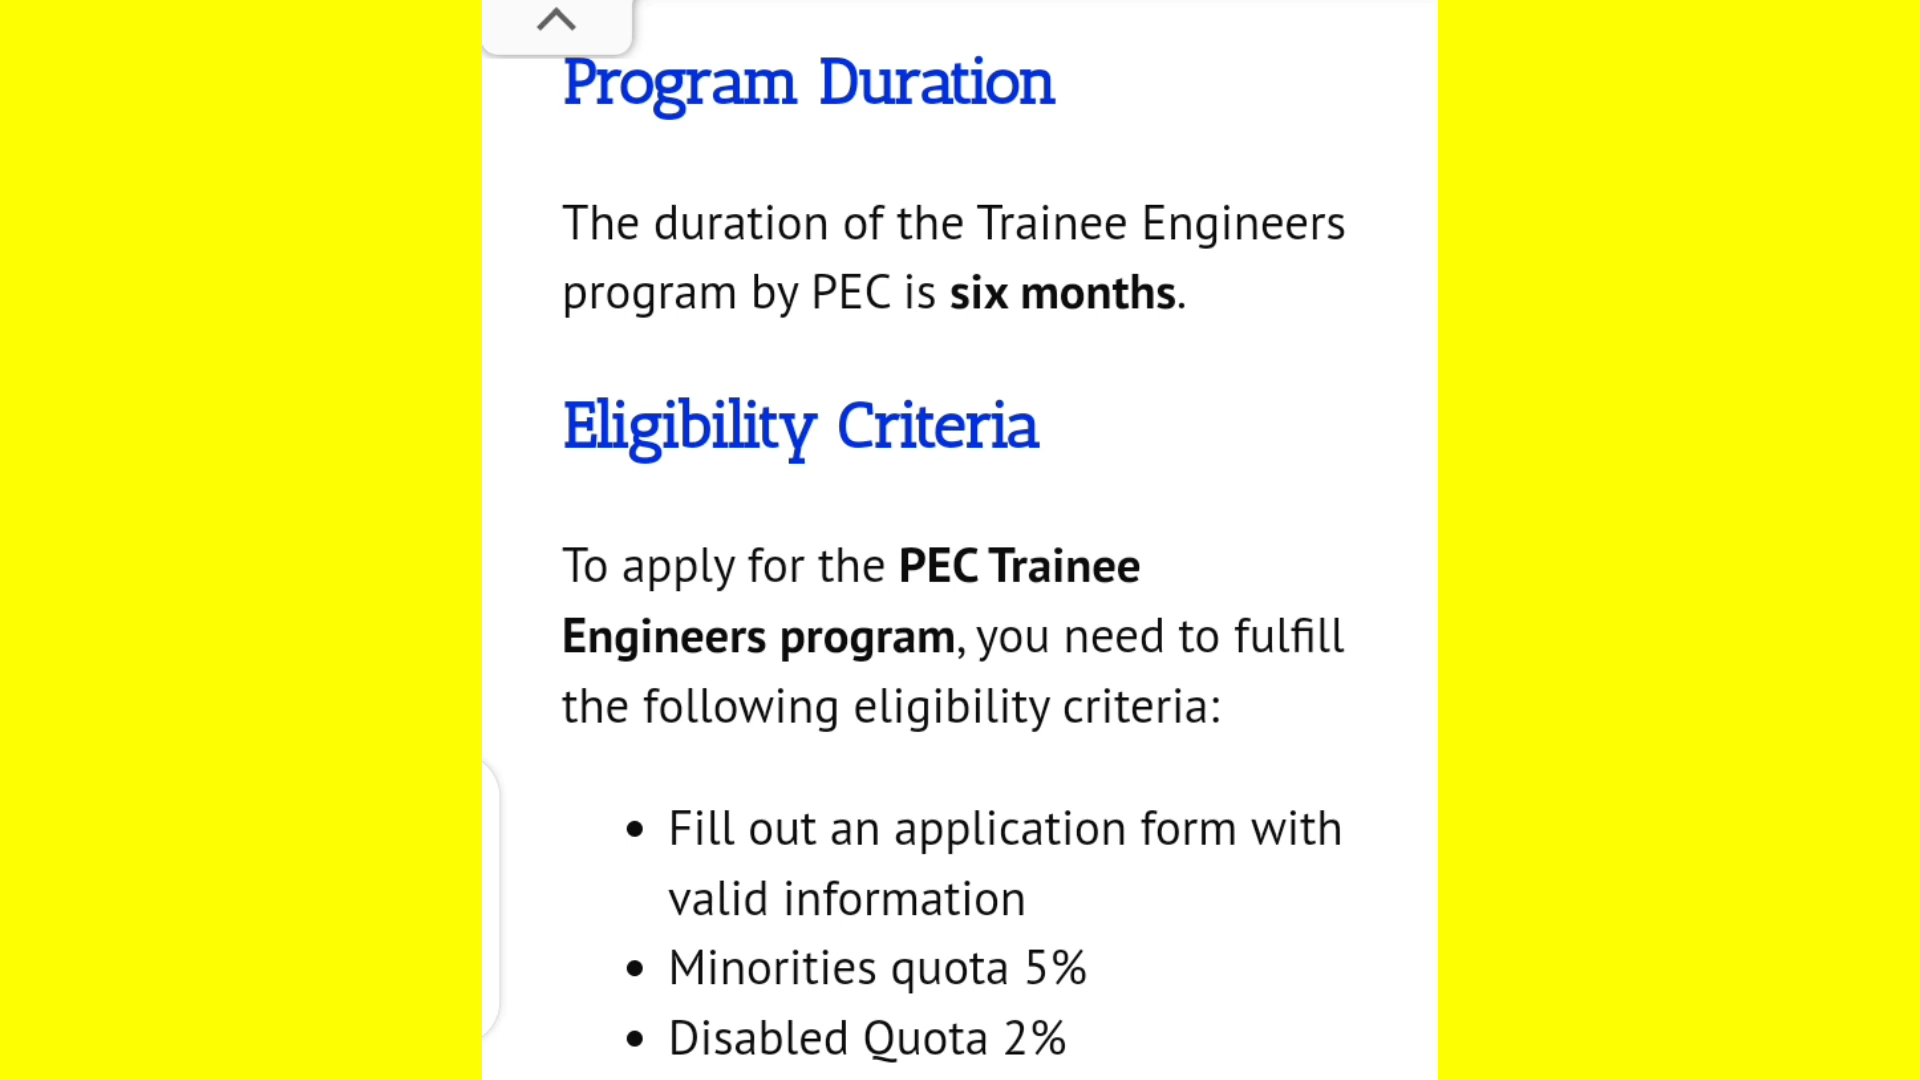 Program Duration
The duration of the Trainee Engineers
program by PEC is six months.
Eligibility Criteria
To apply for the PEC Trainee
Engineers program, you need to fulfill
the following eligibility criteria:
• Fill out an application form with
valid information
• Minorities quota 5%
• Disabled Quota 2%